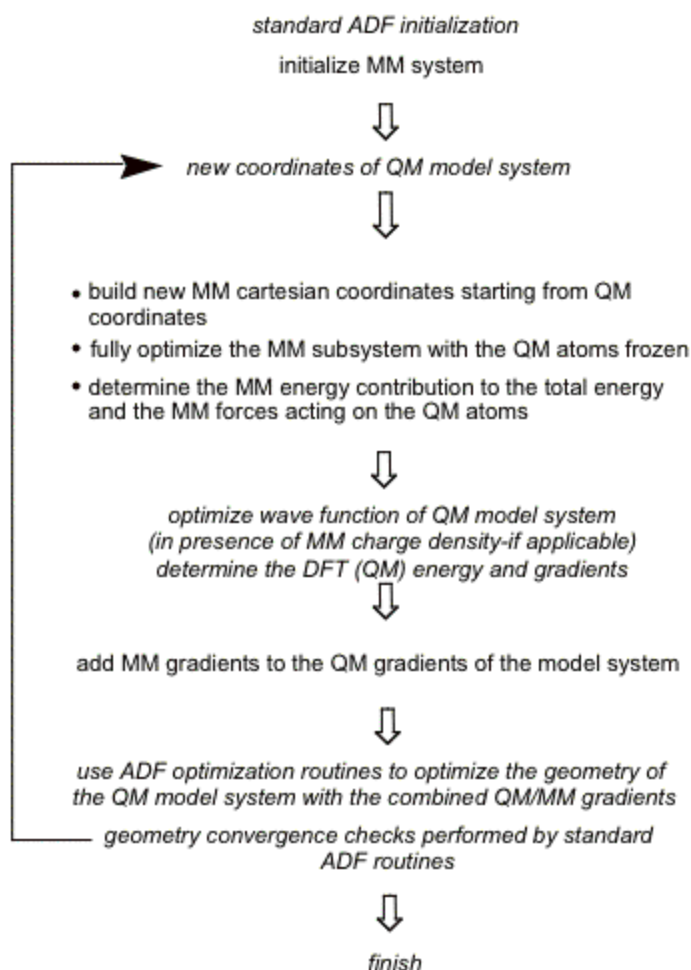 standard ADF initialization
initialize MM system
new coordinates of QM model system
• build new MM cartesian coordinates starting from QM
coordinates
• fully optimize the MM subsystem with the QM atoms frozen
• determine the MM energy contribution to the total energy
and the MM forces acting on the QM atoms
optimize wave function of QM model system
(in presence of MM charge density-if applicable)
determine the DFT (QM) energy and gradients
add MM gradients to the QM gradients of the model system
use ADF optimization routines to optimize the geometry of
the QM model system with the combined QM/MM gradients
geometry convergence checks performed by standard
ADF routines
finish